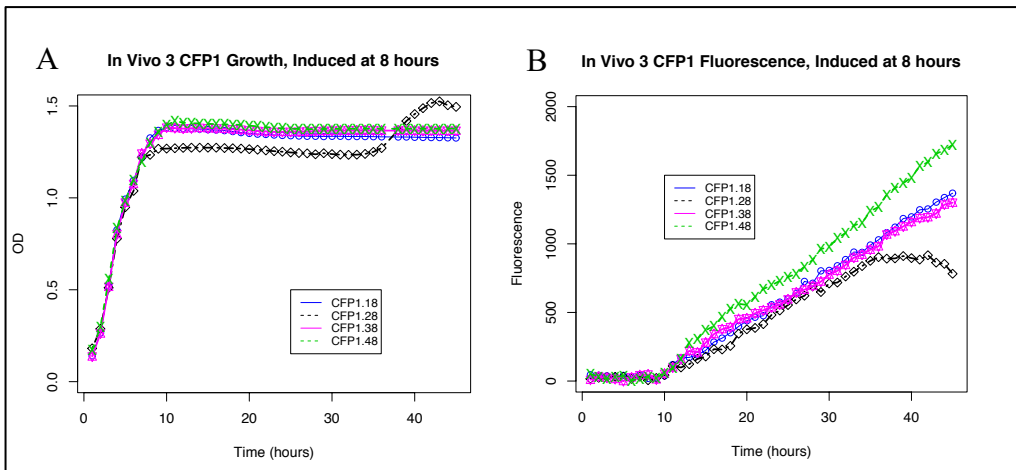 A
In Vivo 3 CFP1 Growth, Induced at 8 hours
OD
0.0
0.5
1.0
1.5
CFP1.18
CFP1.28
CFP1.38
CFP1.48
0
10
20
30
40
Time (hours)
B
In Vivo 3 CFP1 Fluorescence, Induced at 8 hours
Fluorescence
0
500
1000
1500
2000
CFP1.18
CFP1.28
CFP1.38
CFP1.48
0
10
20
30
40
Time (hours)